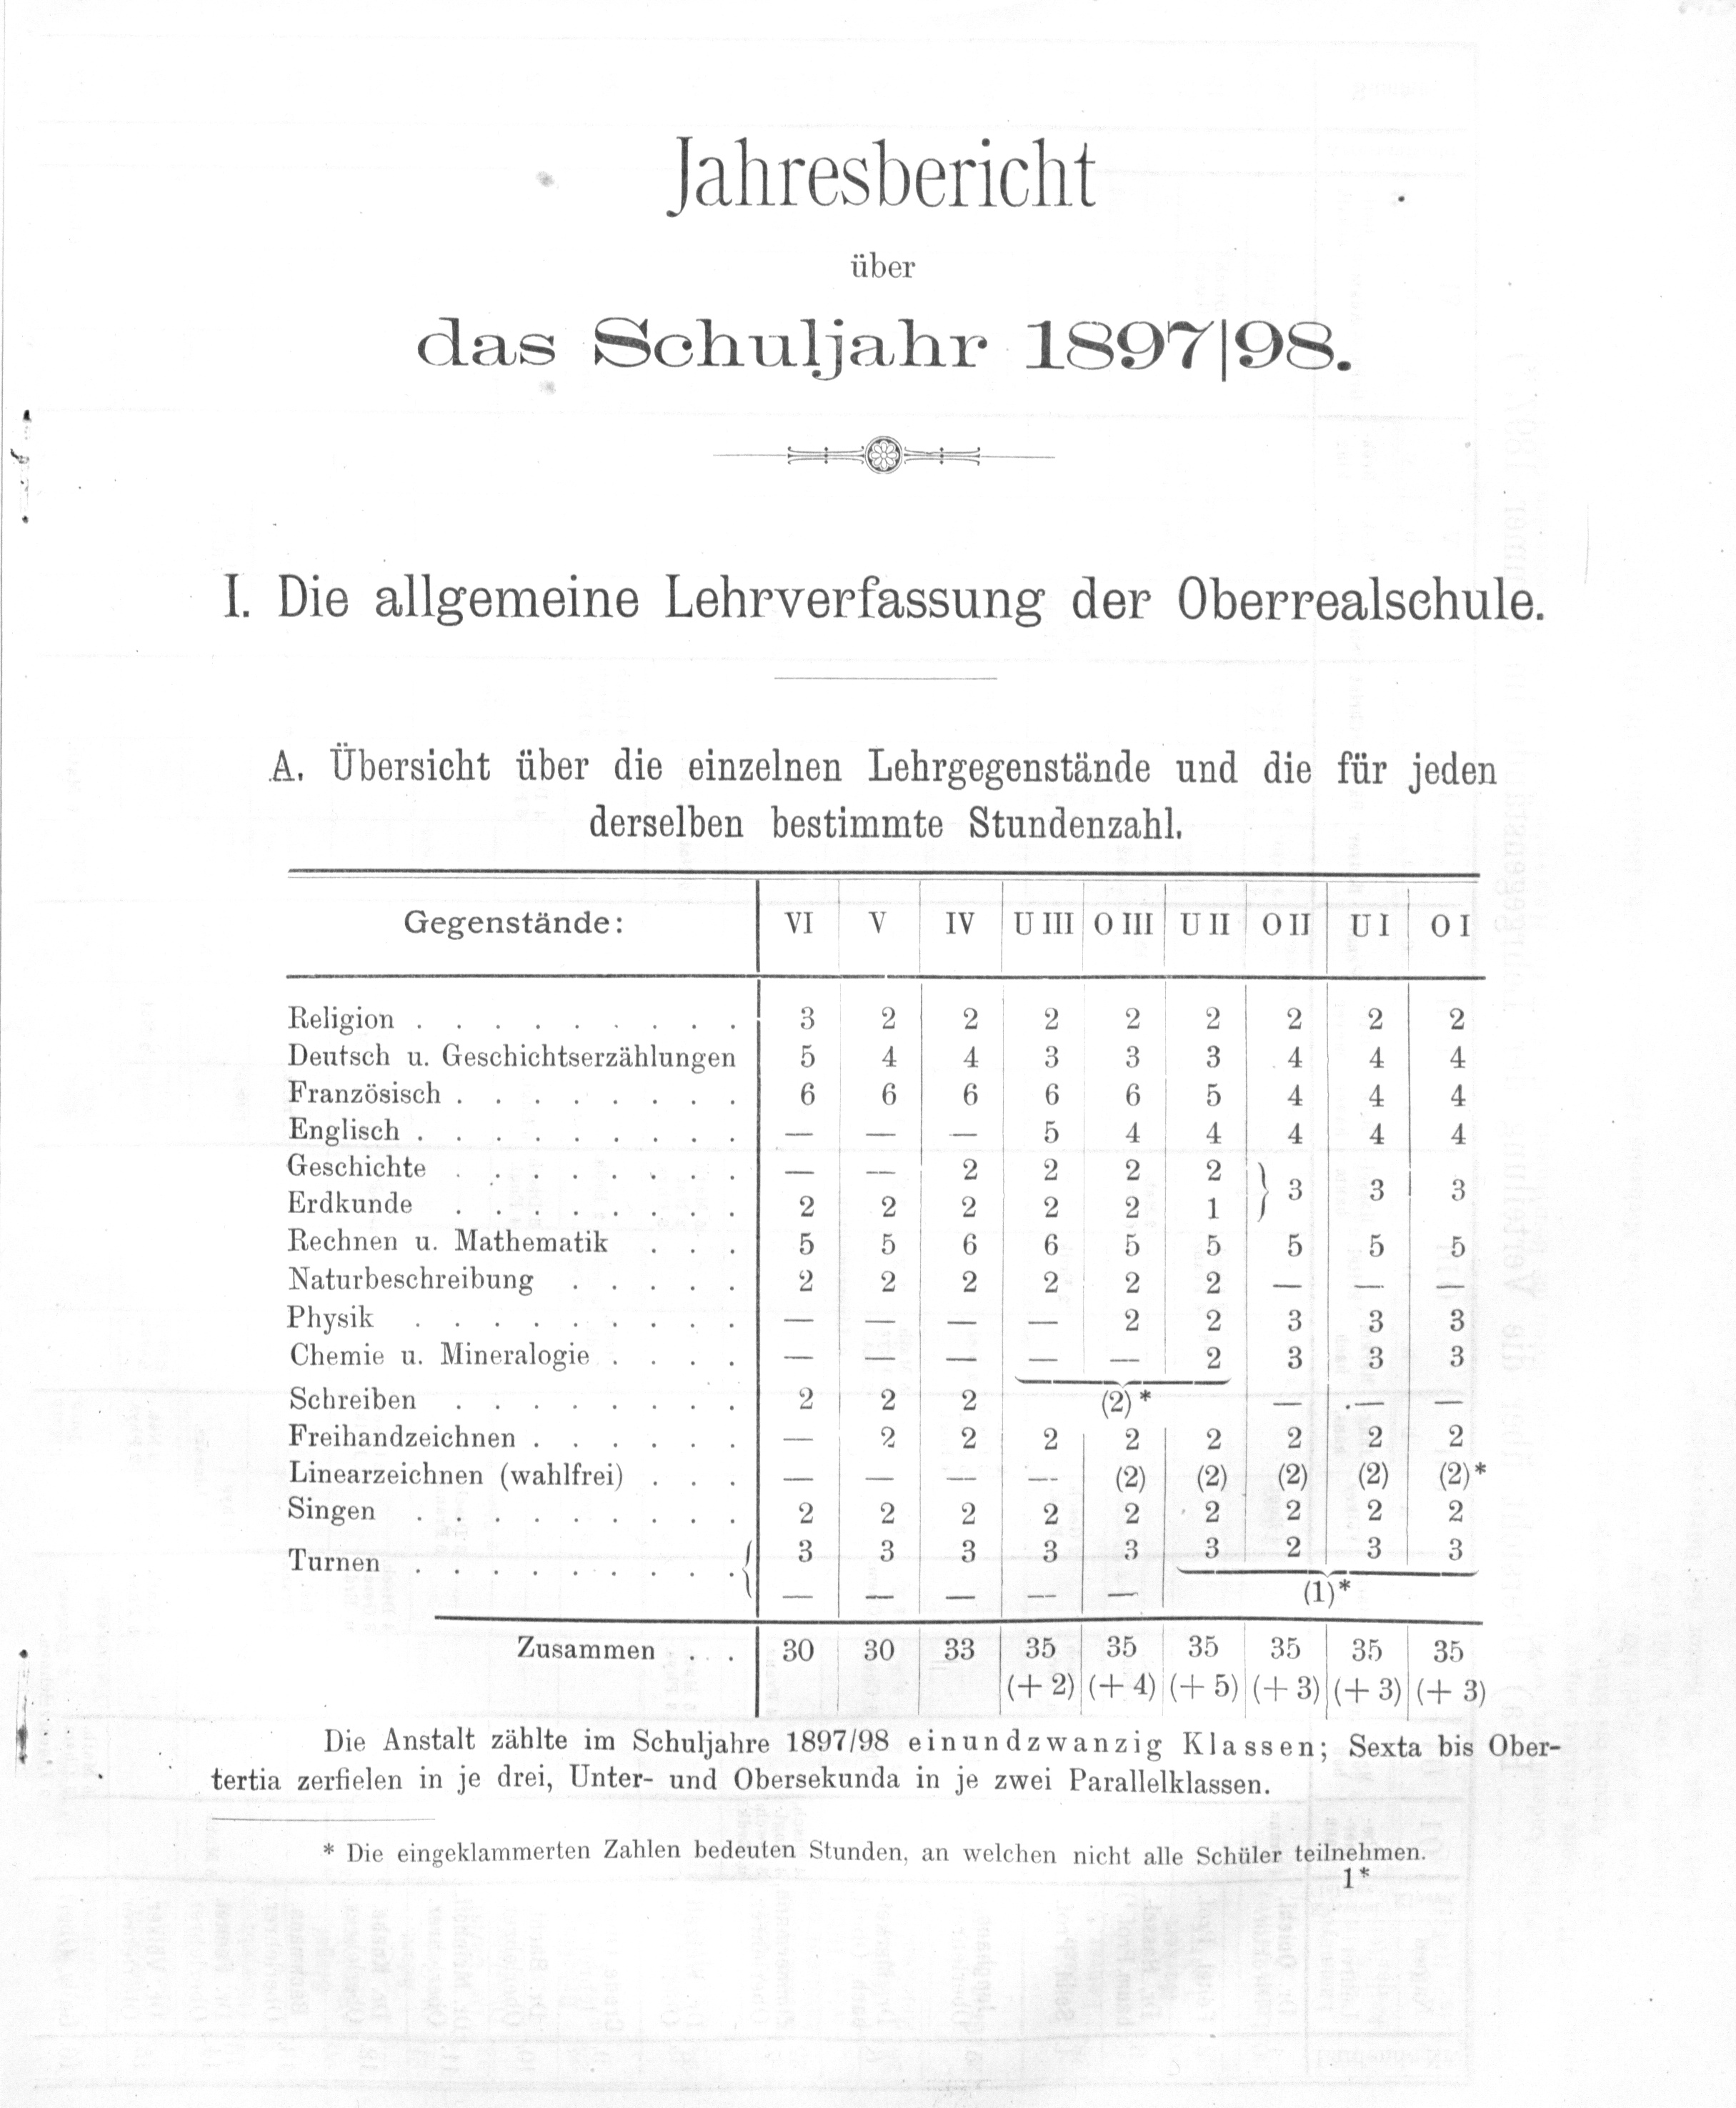 Jahresbericht
über
das Schuljahr 1897|98.
I. Die allgemeine Lehrverfassung der Oberrealschule.
A. Übersicht über die einzelnen Lehrgegenstände und die für jeden
derselben bestimmte Stundenzahl.
Gegenstände: VI V IV U III O III U II O II U I O I
Religion . . . . . . . . . 3 2 2 2 2 2 2 2 2
Deutsch u. Geschichtserzählungen 5 4 4 3 3 3 4 4 4
Französisch . . . . . . . . 6 6 6 6 6 5 4 4 4
Englisch . . . . . . . . . — — — 5 4 4 4 4 4
Geschichte . . . . . . . . — — 2 2 2 2
Erdkunde . . . . . . . . 2 2 2 2 2 1 } 3 3 3
Rechnen u. Mathematik . . . 5 5 6 6 5 5 5 5 5
Naturbeschreibung . . . . . 2 2 2 2 2 2 — — —
Physik . . . . . . . . . — — — — 2 2 3 3 3
Chemie u. Mineralogie . . . . — — — — — 2 3 3 3
Schreiben . . . . . . . . 2 2 2 (2)* — — —
Freihandzeichnen . . . . . . — 2 2 2 2 2 2 2 2
Linearzeichnen (wahlfrei) . . . — — — — (2) (2) (2) (2) (2)*
Singen . . . . . . . . . 2 2 2 2 2 2 2 2 2
Turnen . . . . . . . . . { 3 3 3 3 3 3 2 3 3
— — — — — (1)*
Zusammen . . . 30 30 33 35 35 35 35 35 35
(+ 2) (+ 4) (+ 5) (+ 3) (+ 3) (+ 3)
Die Anstalt zählte im Schuljahre 1897/98 einundzwanzig Klassen; Sexta bis Ober-
tertia zerfielen in je drei, Unter- und Obersekunda in je zwei Parallelklassen.
* Die eingeklammerten Zahlen bedeuten Stunden, an welchen nicht alle Schüler teilnehmen.
1*